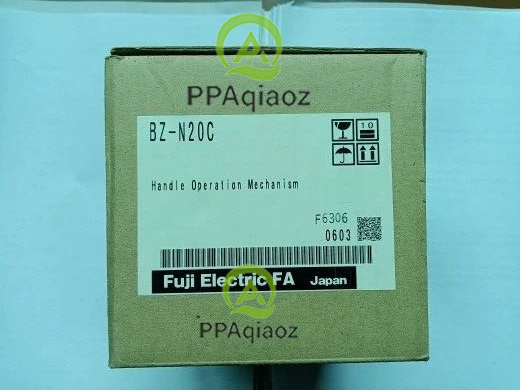 PPAqiaoz
BZ-N20C
10
Handle Operation Mechanism
F6306
0603
Fuji Electric FA Japan
PPAqiaoz